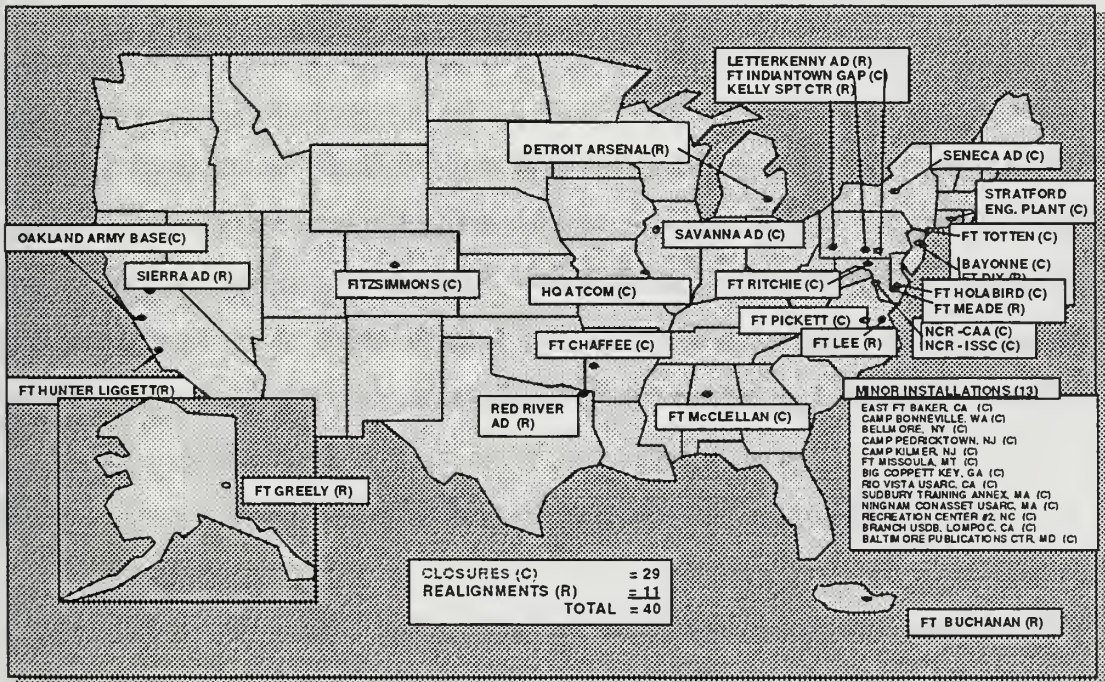 LETTERKENNY AD (R)
FT INDIANTOWN GAP (C)
KELLY SPT CTR (R)
DETROIT ARSENAL(R)
SENECA AD (C)
STRATFORD
ENG. PLANT (C)
OAKLAND ARMY BASE(C)
SAVANNA AD (C)
FT TOTTEN (C)
SIERRA AD (R)
FITZSIMMONS (C)
HQ ATCOM (C)
FT RITCHIE (C)
BAYONNE (C)
FT DIX (R)
FT HOLABIRD (C)
FT MEADE (R)
FT PICKETT (C)
NCR -CAA (C)
NCR - ISSC (C)
FT CHAFFEE (C)
FT LEE (R)
FT HUNTER LIGGETT(R)
RED RIVER
AD (R)
FT McCLELLAN (C)
MINOR INSTALLATIONS (13)
EAST FT BAKER, CA (C)
CAMP BONNEVILLE, WA (C)
BELLMORE, NY (C)
CAMP PEDRICKTOWN, NJ (C)
CAMP KILMER, NJ (C)
FT MISSOULA, MT (C)
BIG COPPETT KEY, GA (C)
RIO VISTA USARC, CA (C)
SUDBURY TRAINING ANNEX, MA (C)
NINGNAM CONASSET USARC, MA (C)
RECREATION CENTER #2, NC (C)
BRANCH USDB, LOMPOC, CA (C)
BALTIMORE PUBLICATIONS CTR, MD (C)
FT GREELY (R)
CLOSURES (C) = 29
REALIGNMENTS (R) = 11
TOTAL = 40
FT BUCHANAN (R)